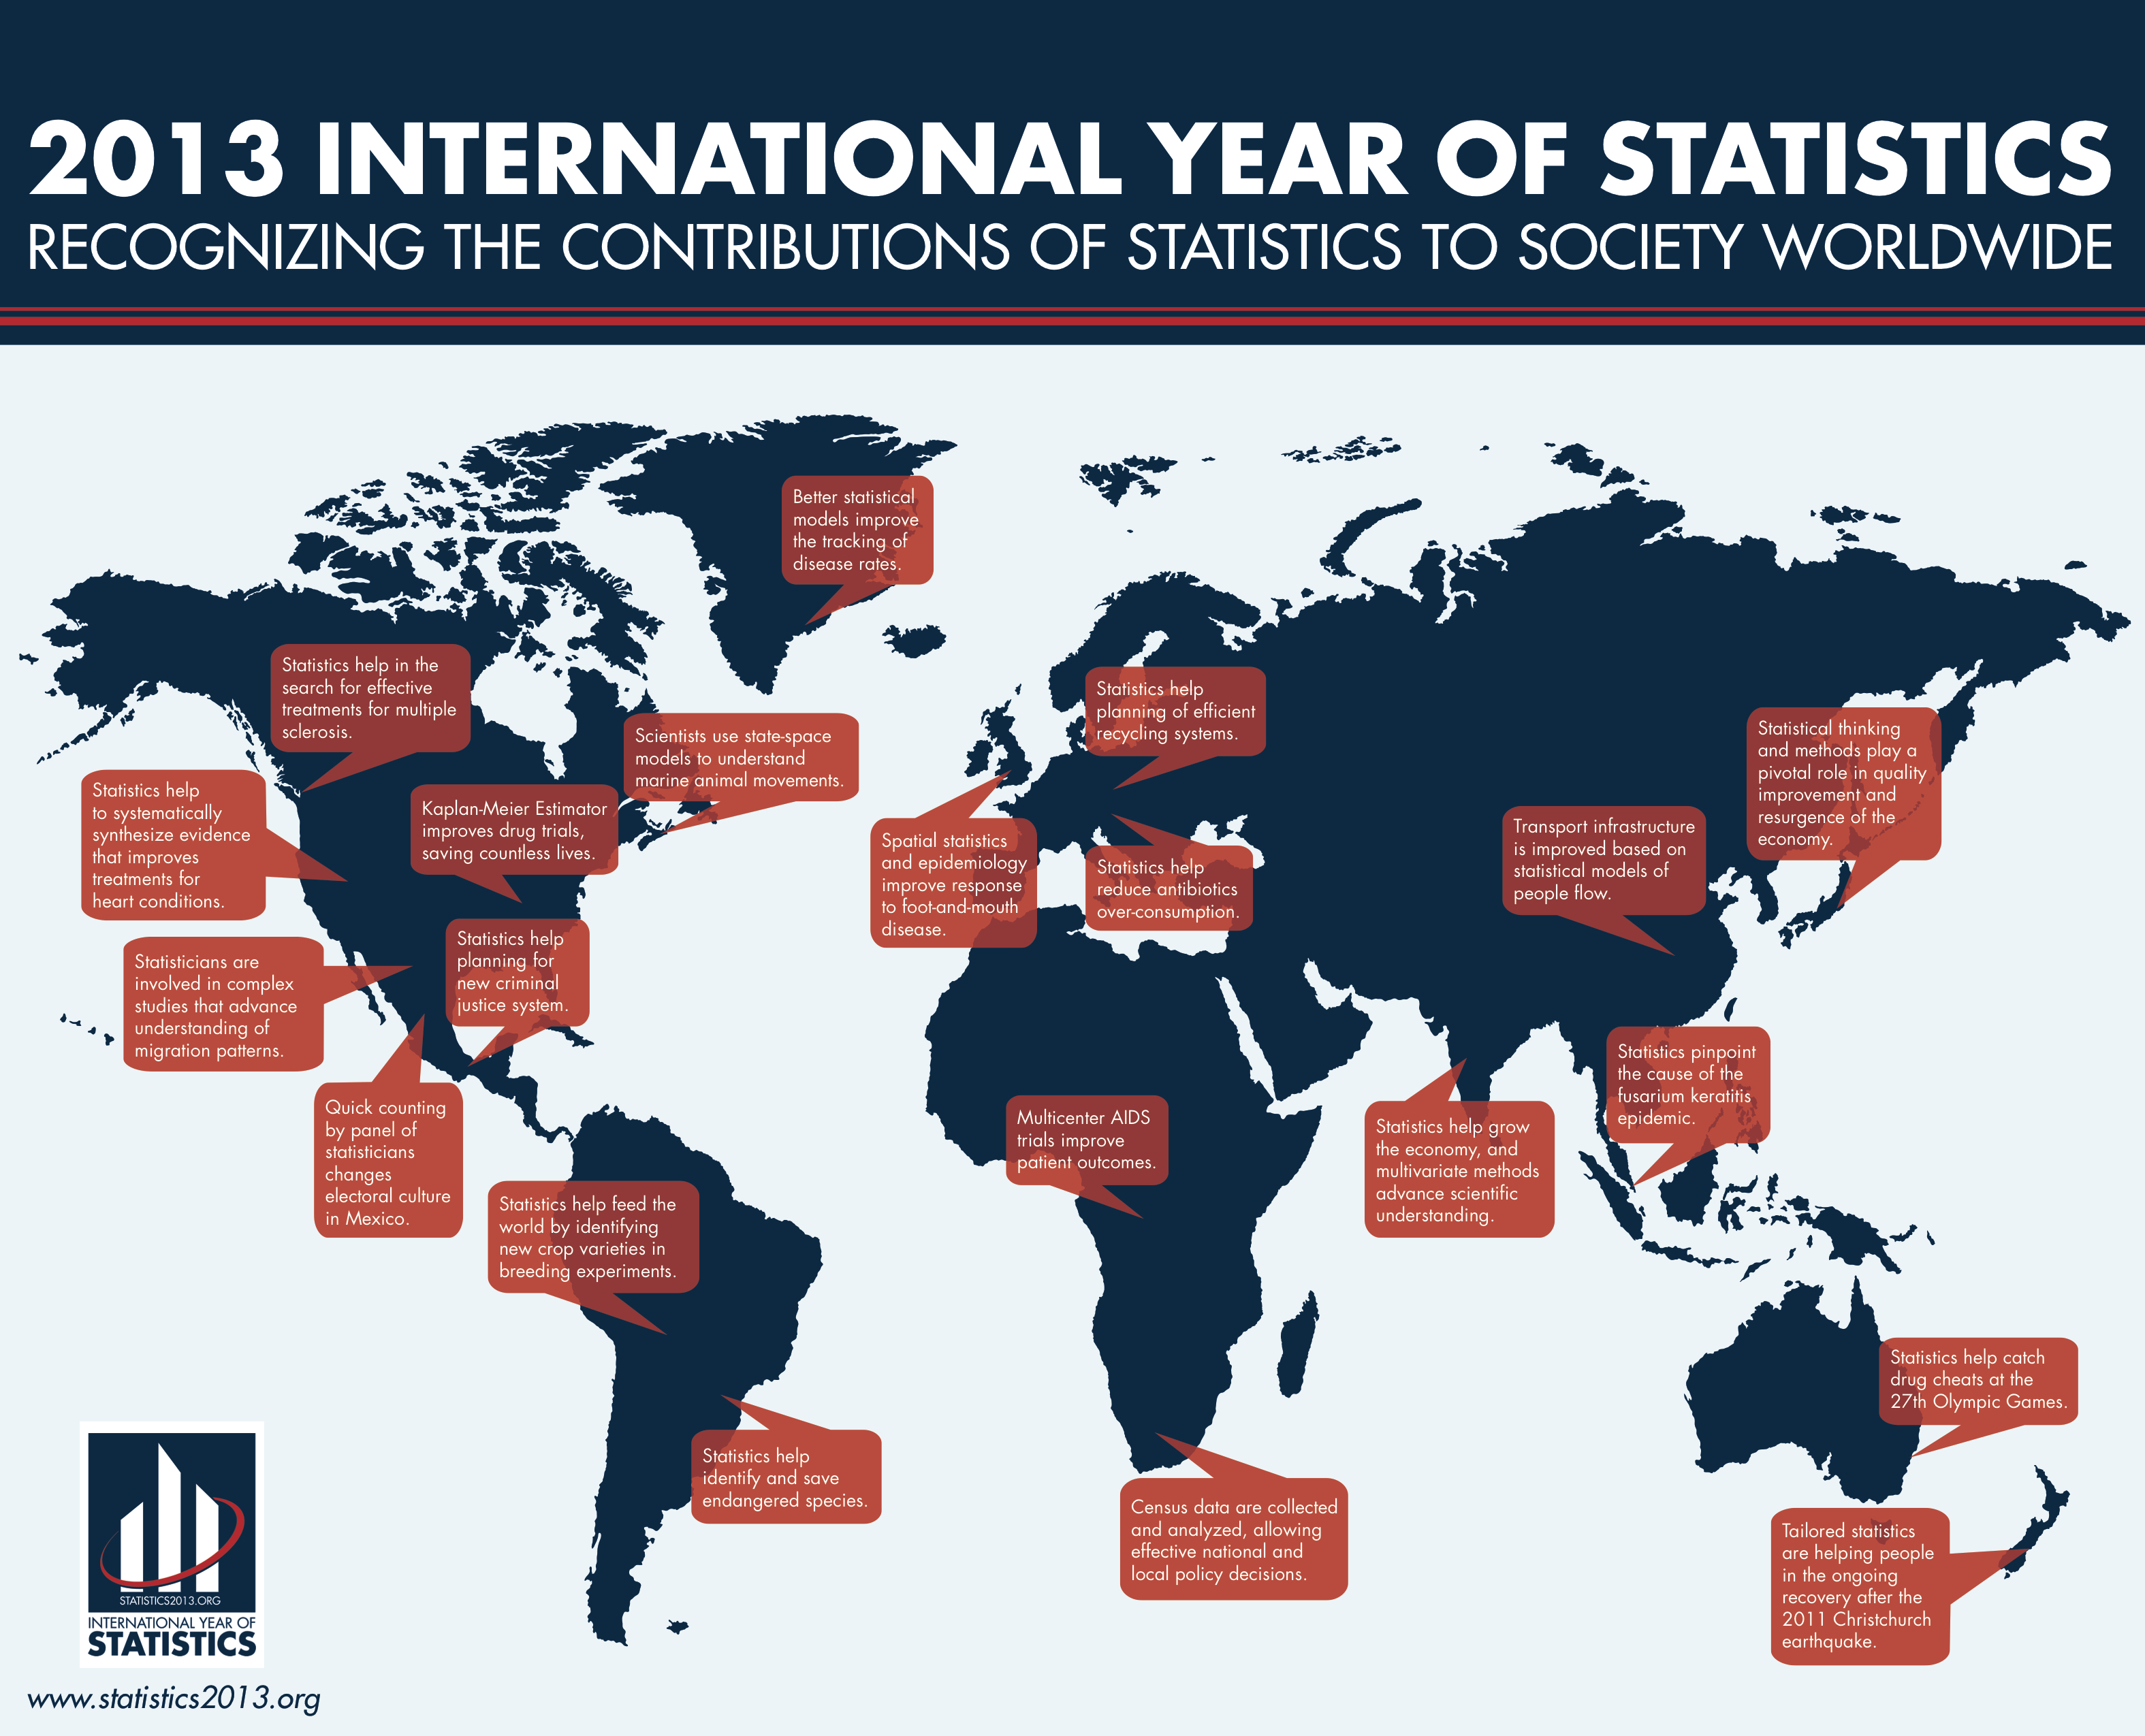 2013 INTERNATIONAL YEAR OF STATISTICS
RECOGNIZING THE CONTRIBUTIONS OF STATISTICS TO SOCIETY WORLDWIDE
Better statistical
models improve
the tracking of
disease rates.
Statistics help in the
search for effective
treatments for multiple
sclerosis.
Scientists use state-space
models to understand
marine animal movements.
Statistics help
planning of efficient
recycling systems.
Statistical thinking
and methods play a
pivotal role in quality
improvement and
resurgence of the
economy.
Statistics help
to systematically
synthesize evidence
that improves
treatments for
heart conditions.
Kaplan-Meier Estimator
improves drug trials,
saving countless lives.
Spatial statistics
and epidemiology
improve response
to foot-and-mouth
disease.
Statistics help
reduce antibiotics
over-consumption.
Transport infrastructure
is improved based on
statistical models of
people flow.
Statisticians are
involved in complex
studies that advance
understanding of
migration patterns.
Statistics help
planning for
new criminal
justice system.
Quick counting
by panel of
statisticians
changes
electoral culture
in Mexico.
Multicenter AIDS
trials improve
patient outcomes.
Statistics help grow
the economy, and
multivariate methods
advance scientific
understanding.
Statistics pinpoint
the cause of the
fusarium keratitis
epidemic.
Statistics help feed the
world by identifying
new crop varieties in
breeding experiments.
Statistics help
identify and save
endangered species.
Census data are collected
and analyzed, allowing
effective national and
local policy decisions.
Statistics help catch
drug cheats at the
27th Olympic Games.
Tailored statistics
are helping people
in the ongoing
recovery after the
2011 Christchurch
earthquake.
STATISTICS2013.ORG
INTERNATIONAL YEAR OF
STATISTICS
www.statistics2013.org